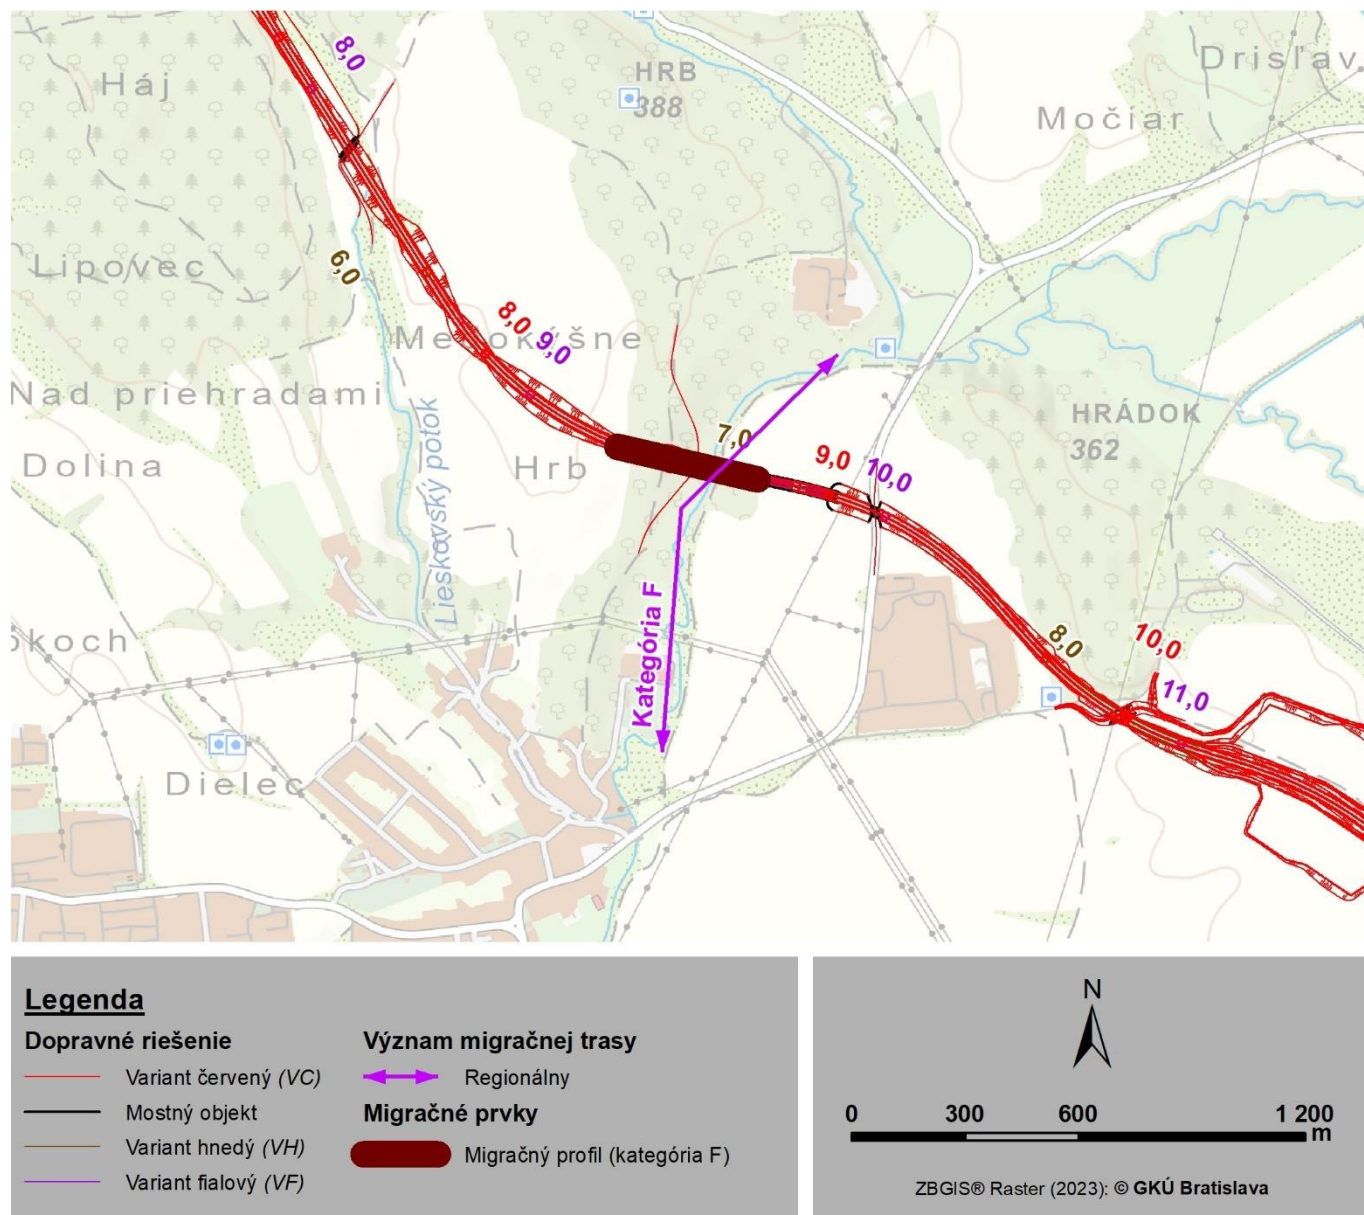 8,0
Háj
HRB
388
Drisľav
Močiar
Lipovec
6,0
8,0
9,0
Nad priehradami
HRÁDOK
362
Dolina
Hrb
7,0
9,0
10,0
Lieskovský potok
Kategória F
8,0
10,0
11,0
okoch
Dielec
Legenda
Dopravné riešenie
Variant červený (VC)
Mostný objekt
Variant hnedý (VH)
Variant fialový (VF)
Význam migračnej trasy
Regionálny
Migračné prvky
Migračný profil (kategória F)
N
0 300 600 1 200
m
ZBGIS® Raster (2023): © GKÚ Bratislava